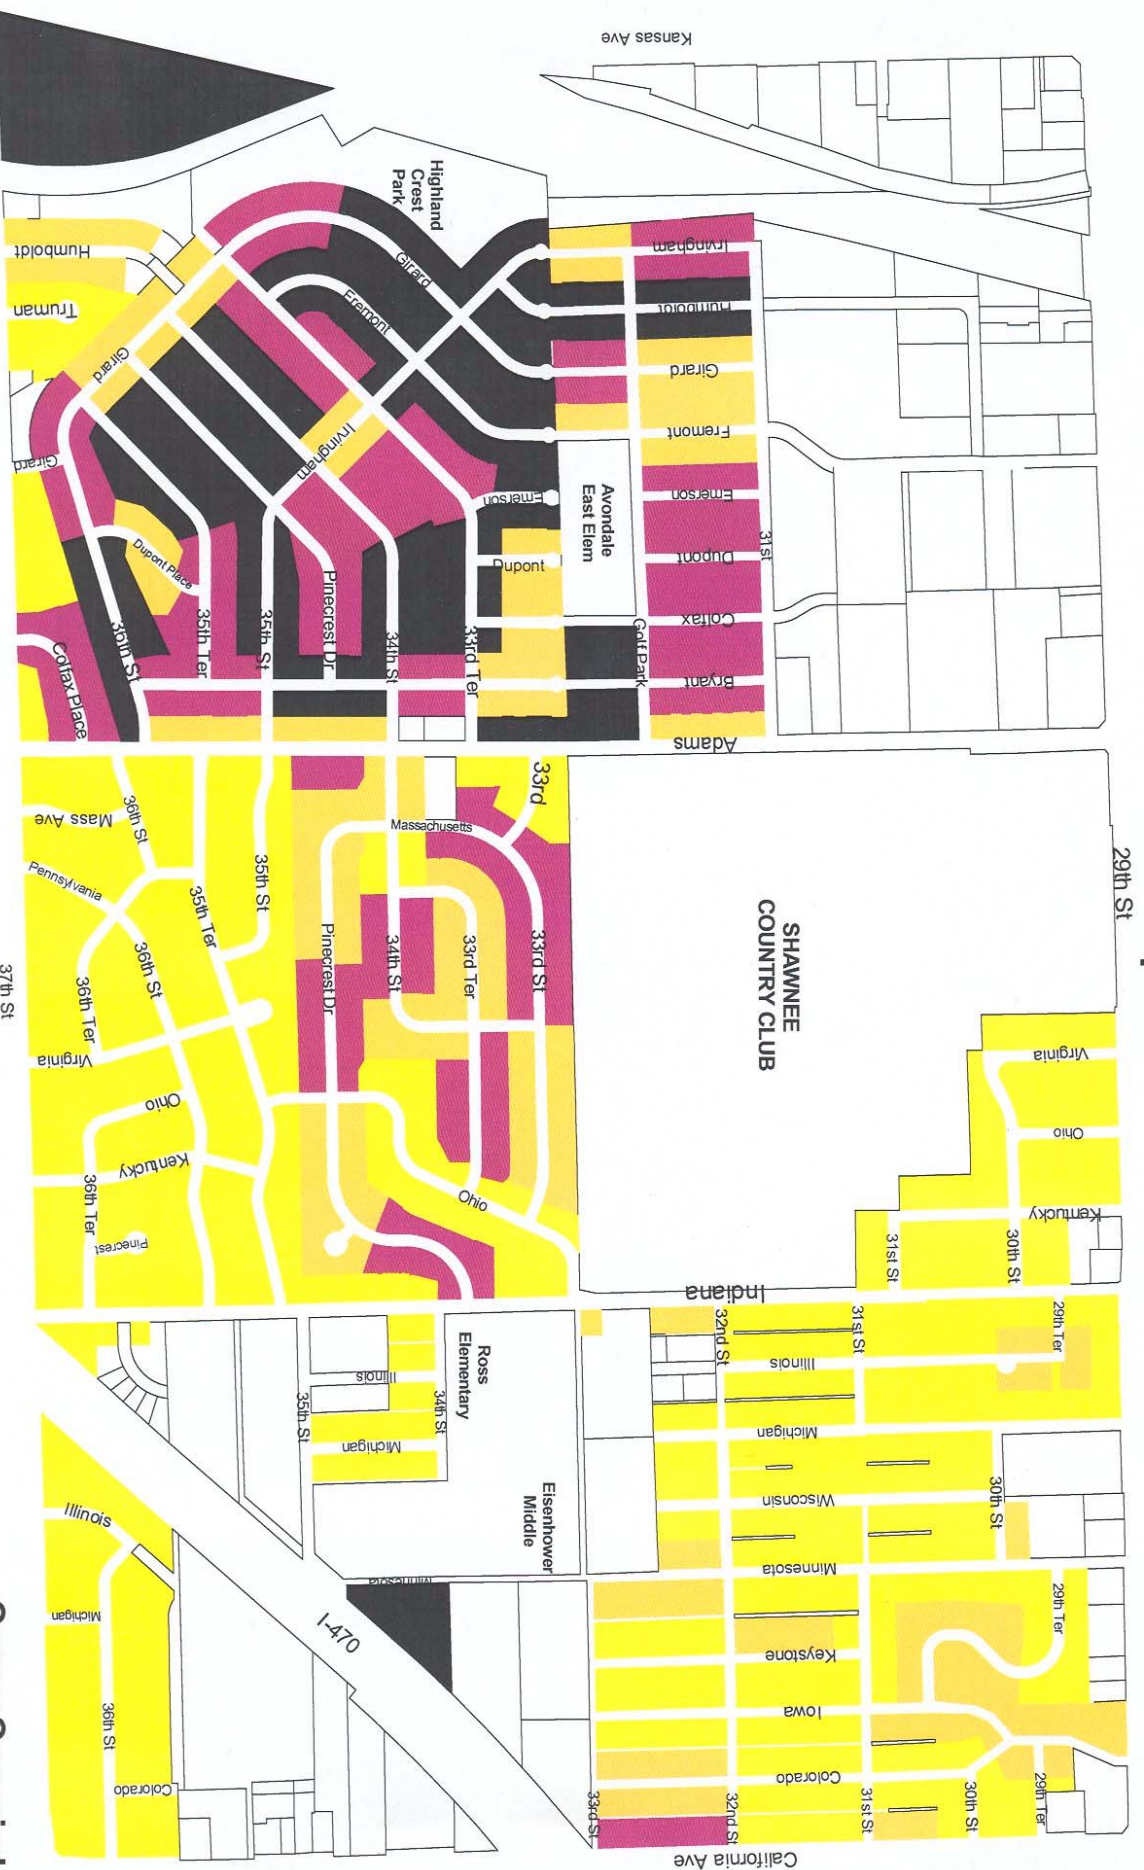 Kansas Ave
Highland
Crest
Park
Humboldt
Truman
Girard
Girard
Girard
Fremont
Irvingham
Irvingham
Humboldt
Girard
Fremont
Emerson
Dupont
Colfax
Bryant
31st
Avondale
East Elem
Emerson
Dupont
Golf Park
Dupont Place
36th St
35th Ter
35th St
Pinecrest Dr
34th St
33rd Ter
Colfax Place
Adams
29th St
33rd
Massachusetts
Mass Ave
36th St
Pennsylvania
35th St
35th Ter
36th St
36th Ter
37th St
Virginia
Pinecrest Dr
34th St
33rd Ter
33rd St
SHAWNEE
COUNTRY CLUB
Virginia
Ohio
Kentucky
Ohio
Kentucky
36th Ter
Pinecrest
Ohio
31st St
30th St
Indiana
32nd St
31st St
29th Ter
Illinois
Michigan
Wisconsin
30th St
Minnesota
Ross
Elementary
Illinois
34th St
35th St
Michigan
Eisenhower
Middle
Minnesota
I-470
Illinois
Michigan
36th St
Colorado
Keystone
29th Ter
Iowa
Colorado
33rd St
32nd St
31st St
30th St
29th Ter
California Ave